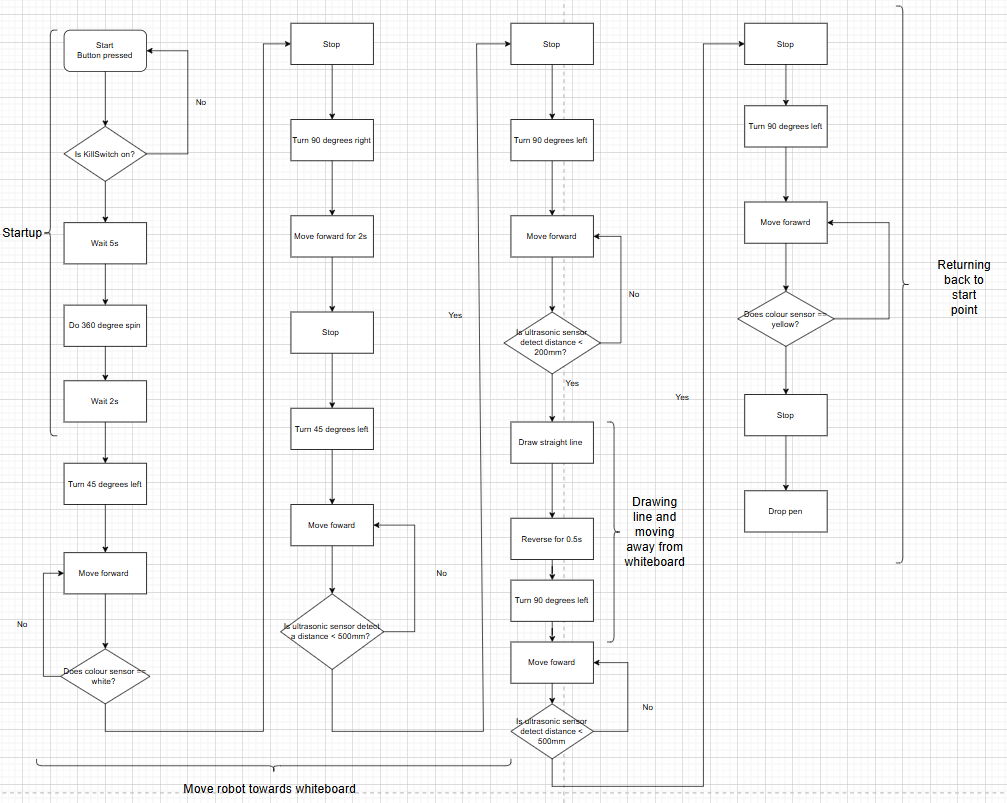 Start
Button pressed
No
Is KillSwitch on?
Startup
Wait 5s
Do 360 degree spin
Wait 2s
Turn 45 degrees left
Move forward
No
Does colour sensor ==
white?
Stop
Turn 90 degrees right
Move forward for 2s
Stop
Turn 45 degrees left
Move foward
No
Is ultrasonic sensor detect
a distance < 500mm?
Yes
Move robot towards whiteboard
Stop
Turn 90 degrees left
Move forward
No
Is ultrasonic sensor
detect distance <
200mm?
Yes
Draw straight line
Reverse for 0.5s
Turn 90 degrees left
Drawing
line and
moving
away from
whiteboard
Move foward
No
Is ultrasonic sensor
detect distance <
500mm
Yes
Stop
Turn 90 degrees left
Move forawrd
Does colour sensor ==
yellow?
Stop
Drop pen
Returning
back to
start
point